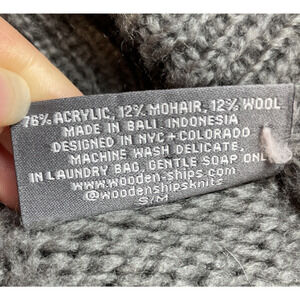 76% ACRYLIC, 12% MOHAIR, 12% WOOL
MADE IN BALI INDONESIA
DESIGNED IN NYC+COLORADO
MACHINE WASH DELICATE,
IN LAUNDRY BAG, GENTLE SOAP ONL
www.wooden-ships.com
@woodenshipsknits
S/M